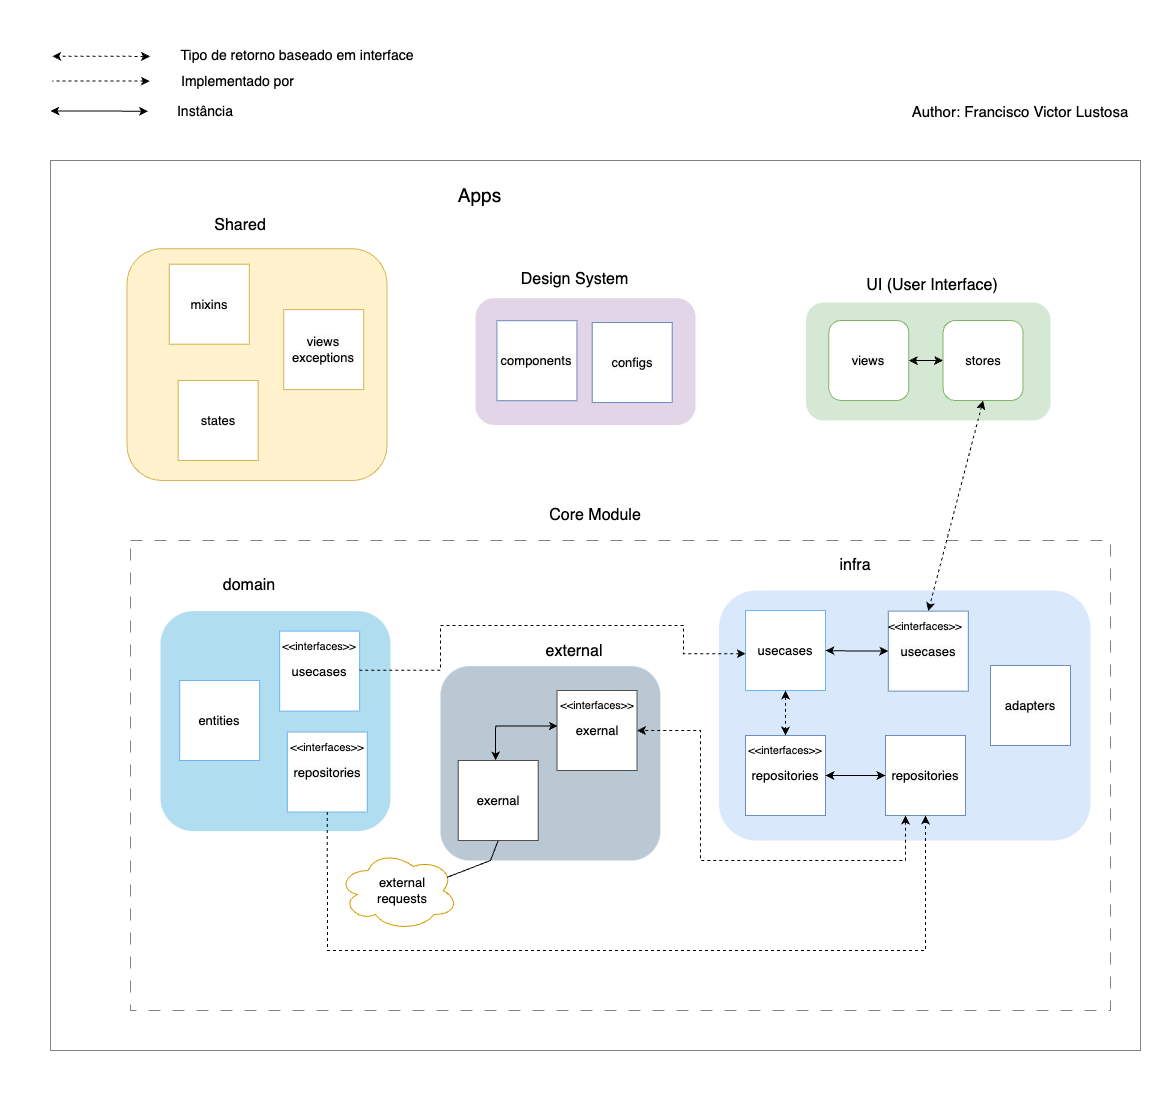 Tipo de retorno baseado em interface
Implementado por
Instância
Author: Francisco Victor Lustosa
Apps
Shared
mixins
views
exceptions
states
Design System
components
configs
UI (User Interface)
views
stores
Core Module
domain
<<interfaces>>
usecases
entities
<<interfaces>>
repositories
external
<<interfaces>>
exernal
exernal
external
requests
infra
usecases
<<interfaces>>
usecases
adapters
<<interfaces>>
repositories
repositories